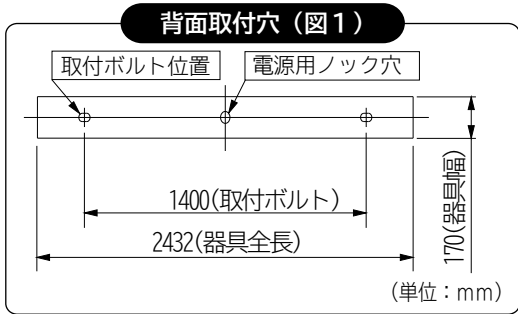 背面取付穴（図1）
取付ボルト位置
電源用ノック穴
1400(取付ボルト)
2432(器具全長)
170(器具幅)
(単位：mm)